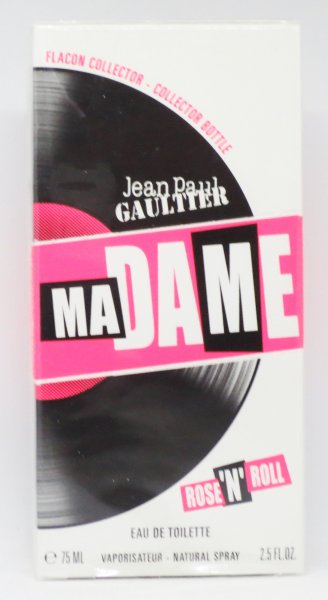 FLACON COLLECTOR - COLLECTOR BOTTLE
Jean Paul
GAULTIER
MADAME
ROSE 'N' ROLL
EAU DE TOILETTE
℮ 75 ML VAPORISATEUR - NATURAL SPRAY 2.5 FL.OZ.